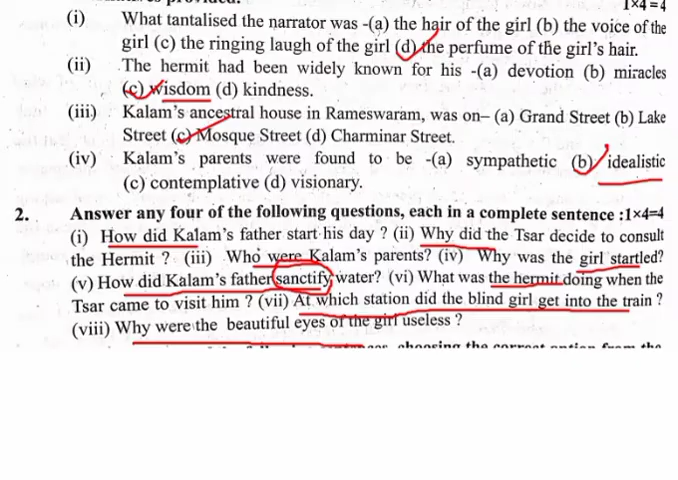 1×4=4
(i) What tantalised the narrator was -(a) the hair of the girl (b) the voice of the
girl (c) the ringing laugh of the girl (d) the perfume of the girl's hair.
(ii) The hermit had been widely known for his -(a) devotion (b) miracles
(c) wisdom (d) kindness.
(iii) Kalam's ancestral house in Rameswaram, was on– (a) Grand Street (b) Lake
Street (c) Mosque Street (d) Charminar Street.
(iv) Kalam's parents were found to be -(a) sympathetic (b) idealistic
(c) contemplative (d) visionary.
2. Answer any four of the following questions, each in a complete sentence :1×4=4
(i) How did Kalam's father start his day ? (ii) Why did the Tsar decide to consult
the Hermit ? (iii) Who were Kalam's parents? (iv) Why was the girl startled?
(v) How did Kalam's father sanctify water? (vi) What was the hermit doing when the
Tsar came to visit him ? (vii) At which station did the blind girl get into the train ?
(viii) Why were the beautiful eyes of the girl useless ?
choosing the correct option from the